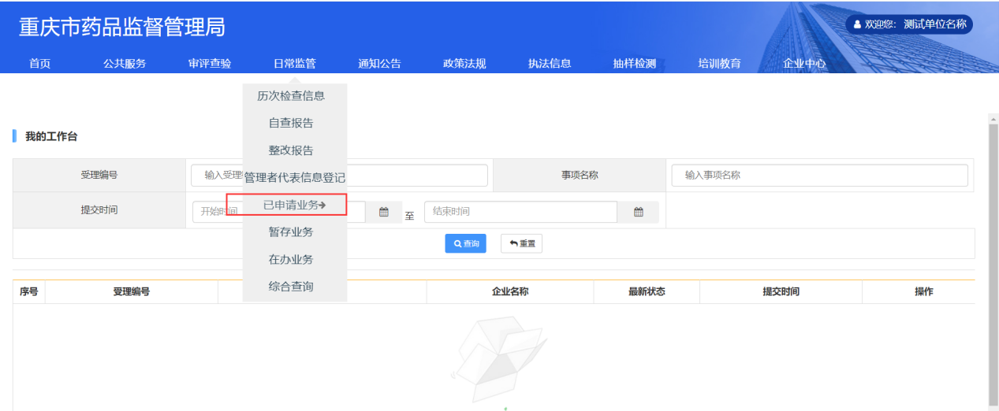 重庆市药品监督管理局
欢迎您： 测试单位名称
首页 公共服务 审评查验 日常监管 通知公告 政策法规 执法信息 抽样检测 培训教育 企业中心
历次检查信息
自查报告
整改报告
管理者代表信息登记
已申请业务
暂存业务
在办业务
综合查询
我的工作台
受理编号 输入受理 事项名称 输入事项名称
提交时间 开始时间 至 结束时间
查询 重置
序号 受理编号 企业名称 最新状态 提交时间 操作